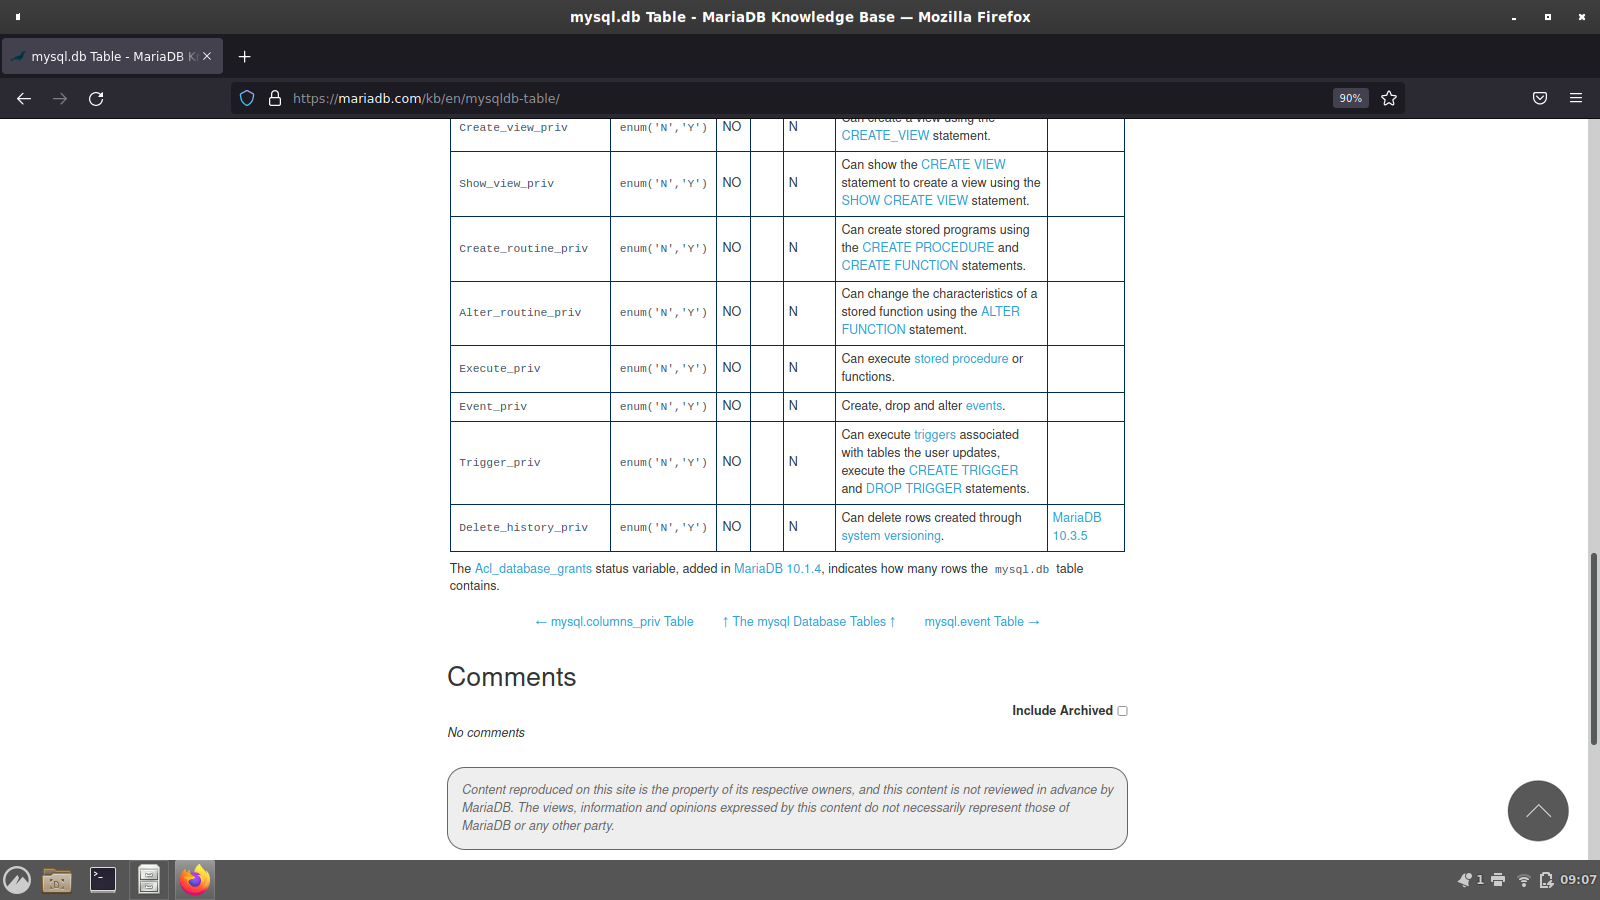 mysql.db Table - MariaDB Knowledge Base — Mozilla Firefox
mysql.db Table - MariaDB K
https://mariadb.com/kb/en/mysqldb-table/
90%
Create_view_priv enum('N','Y') NO N Can create a view using the
CREATE_VIEW statement.
Show_view_priv enum('N','Y') NO N Can show the CREATE VIEW
statement to create a view using the
SHOW CREATE VIEW statement.
Create_routine_priv enum('N','Y') NO N Can create stored programs using
the CREATE PROCEDURE and
CREATE FUNCTION statements.
Alter_routine_priv enum('N','Y') NO N Can change the characteristics of a
stored function using the ALTER
FUNCTION statement.
Execute_priv enum('N','Y') NO N Can execute stored procedure or
functions.
Event_priv enum('N','Y') NO N Create, drop and alter events.
Trigger_priv enum('N','Y') NO N Can execute triggers associated
with tables the user updates,
execute the CREATE TRIGGER
and DROP TRIGGER statements.
Delete_history_priv enum('N','Y') NO N Can delete rows created through
system versioning.
MariaDB
10.3.5
The Acl_database_grants status variable, added in MariaDB 10.1.4, indicates how many rows the mysql.db table
contains.
← mysql.columns_priv Table ↑ The mysql Database Tables ↑ mysql.event Table →
Comments
Include Archived
No comments
Content reproduced on this site is the property of its respective owners, and this content is not reviewed in advance by
MariaDB. The views, information and opinions expressed by this content do not necessarily represent those of
MariaDB or any other party.
1 09:07